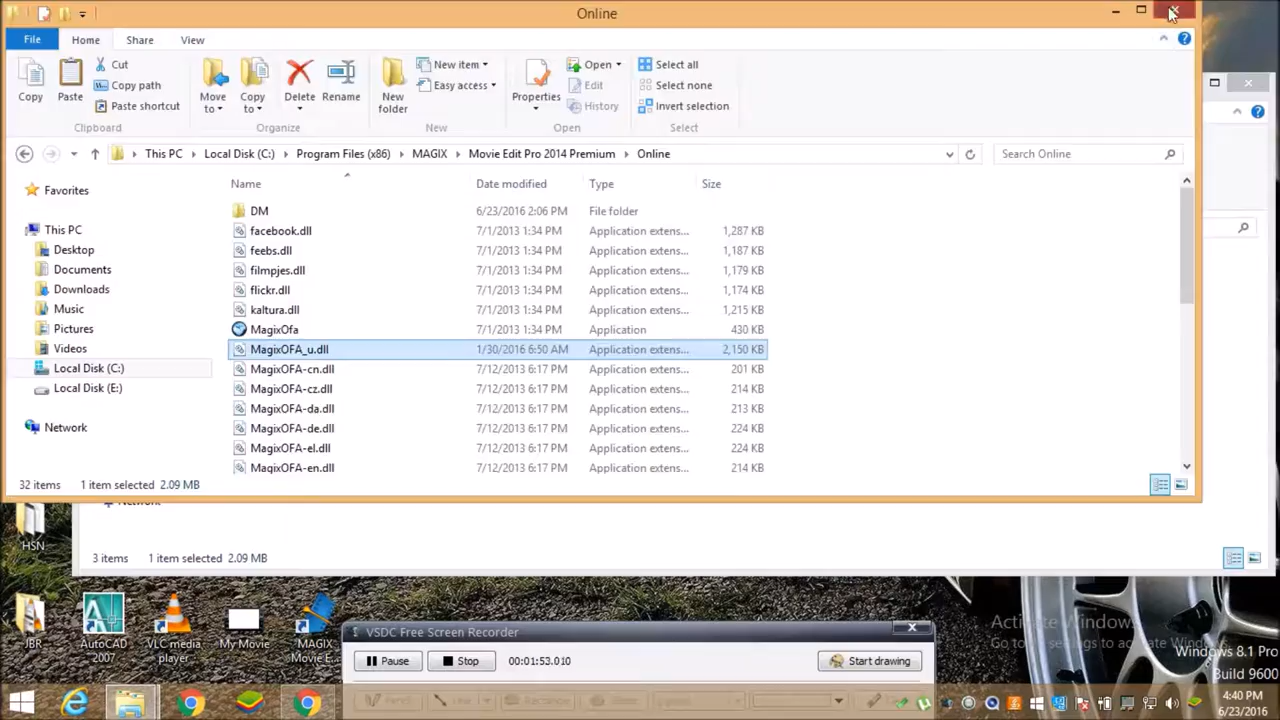 Online
File Home Share View
Copy
Paste
Cut
Copy path
Paste shortcut
Clipboard
Move to
Copy to
Delete
Rename
Organize
New folder
New item
Easy access
New
Properties
Open
Edit
History
Open
Select all
Select none
Invert selection
Select
This PC Local Disk (C:) Program Files (x86) MAGIX Movie Edit Pro 2014 Premium Online
Search Online
Favorites
This PC
Desktop
Documents
Downloads
Music
Pictures
Videos
Local Disk (C:)
Local Disk (E:)
Network
Name Date modified Type Size
DM 6/23/2016 2:06 PM File folder
facebook.dll 7/1/2013 1:34 PM Application extens... 1,287 KB
feebs.dll 7/1/2013 1:34 PM Application extens... 1,187 KB
filmpjes.dll 7/1/2013 1:34 PM Application extens... 1,179 KB
flickr.dll 7/1/2013 1:34 PM Application extens... 1,174 KB
kaltura.dll 7/1/2013 1:34 PM Application extens... 1,215 KB
MagixOfa 7/1/2013 1:34 PM Application 430 KB
MagixOFA_u.dll 1/30/2016 6:50 AM Application extens... 2,150 KB
MagixOFA-cn.dll 7/12/2013 6:17 PM Application extens... 201 KB
MagixOFA-cz.dll 7/12/2013 6:17 PM Application extens... 214 KB
MagixOFA-da.dll 7/12/2013 6:17 PM Application extens... 213 KB
MagixOFA-de.dll 7/12/2013 6:17 PM Application extens... 224 KB
MagixOFA-el.dll 7/12/2013 6:17 PM Application extens... 224 KB
MagixOFA-en.dll 7/12/2013 6:17 PM Application extens... 214 KB
32 items 1 item selected 2.09 MB
Network
3 items 1 item selected 2.09 MB
HSN
JBR
AutoCAD 2007
VLC media player
My Movie
MAGIX Movie E...
VSDC Free Screen Recorder
Pause Stop 00:01:53.010 Start drawing
Activate Windows
Windows 8.1 Pro
Build 9600
4:40 PM
6/23/2016